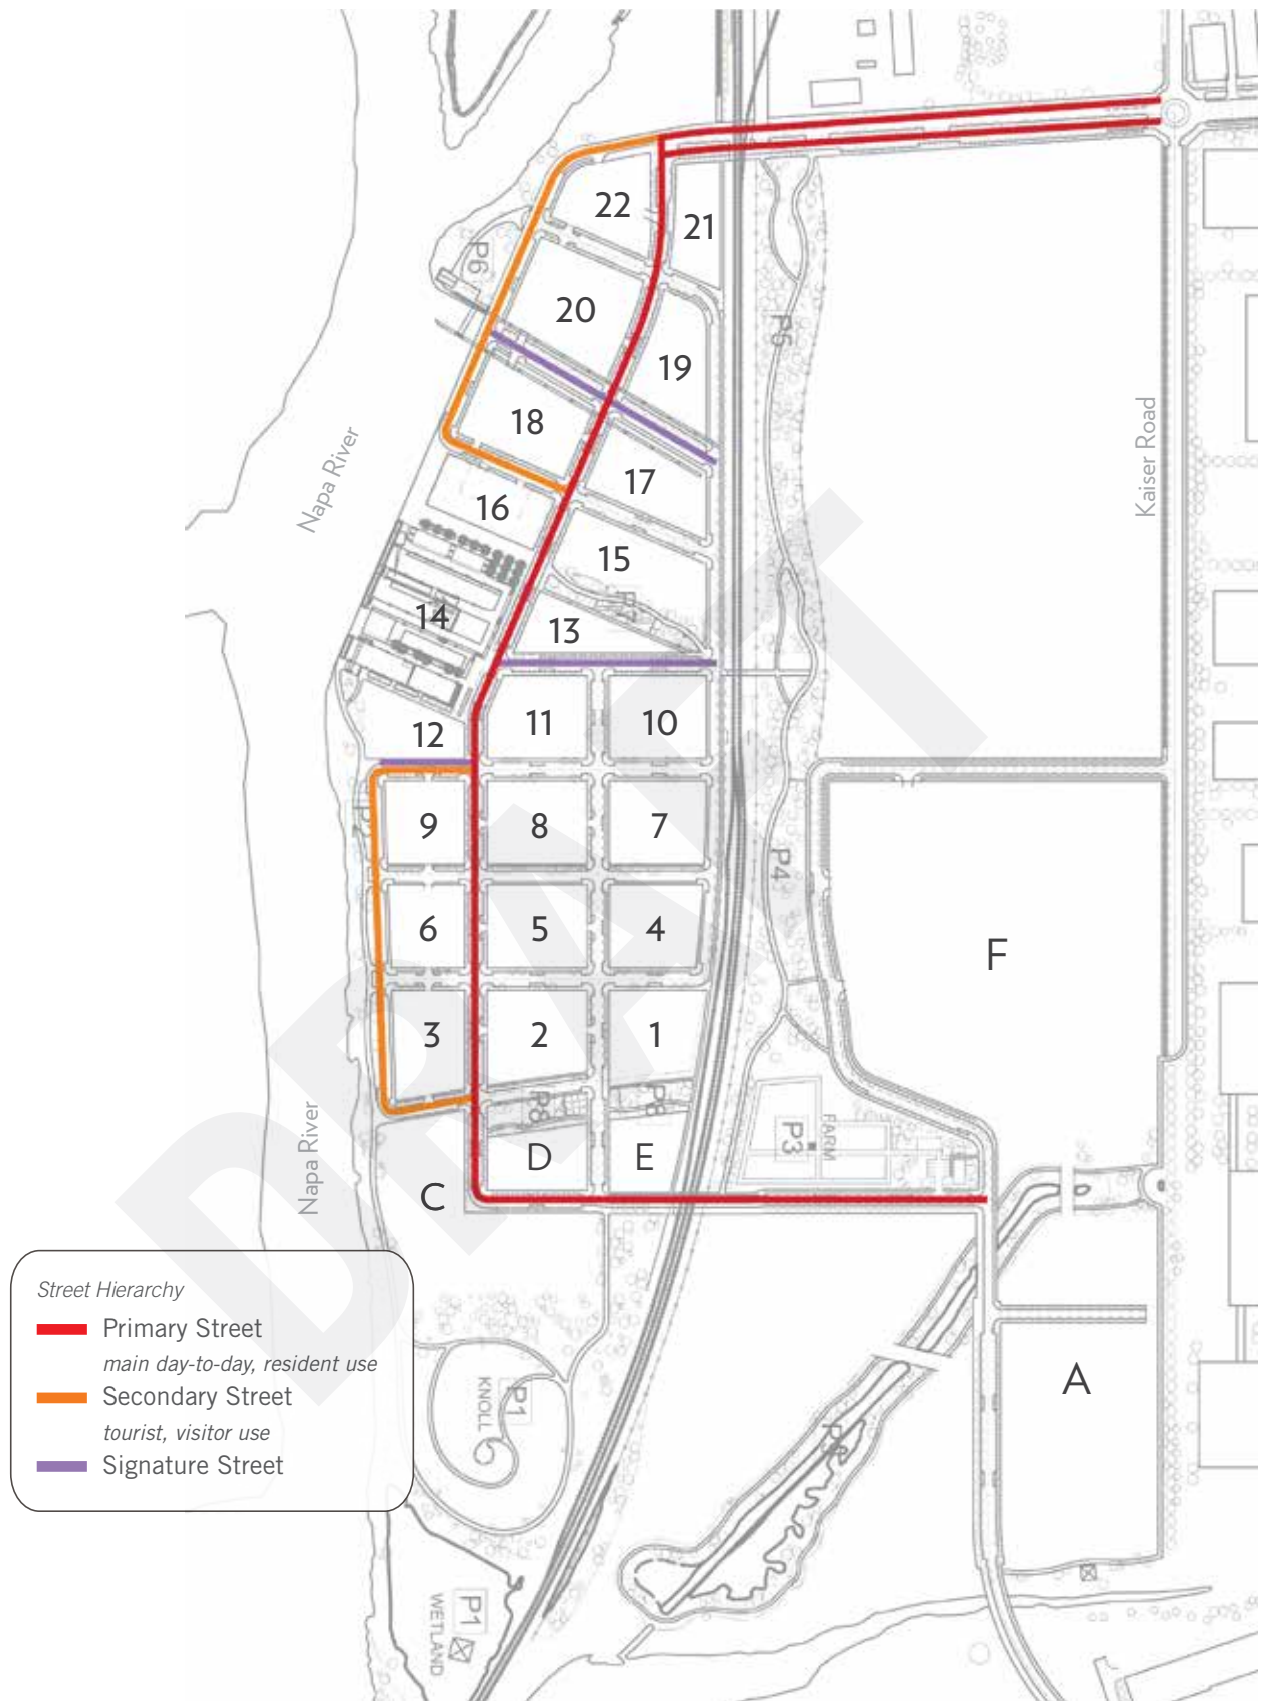 22
21
P6
20
P5
19
18
Kaiser Road
Napa River
17
16
15
14
13
12
11
10
9
8
7
P4
6
5
4
F
3
2
1
P8
P8
Napa River
P3
FARM
D
E
C
Street Hierarchy
Primary Street
main day-to-day, resident use
Secondary Street
tourist, visitor use
Signature Street
A
P1
KNOLL
P1
WETLAND
DRAFT